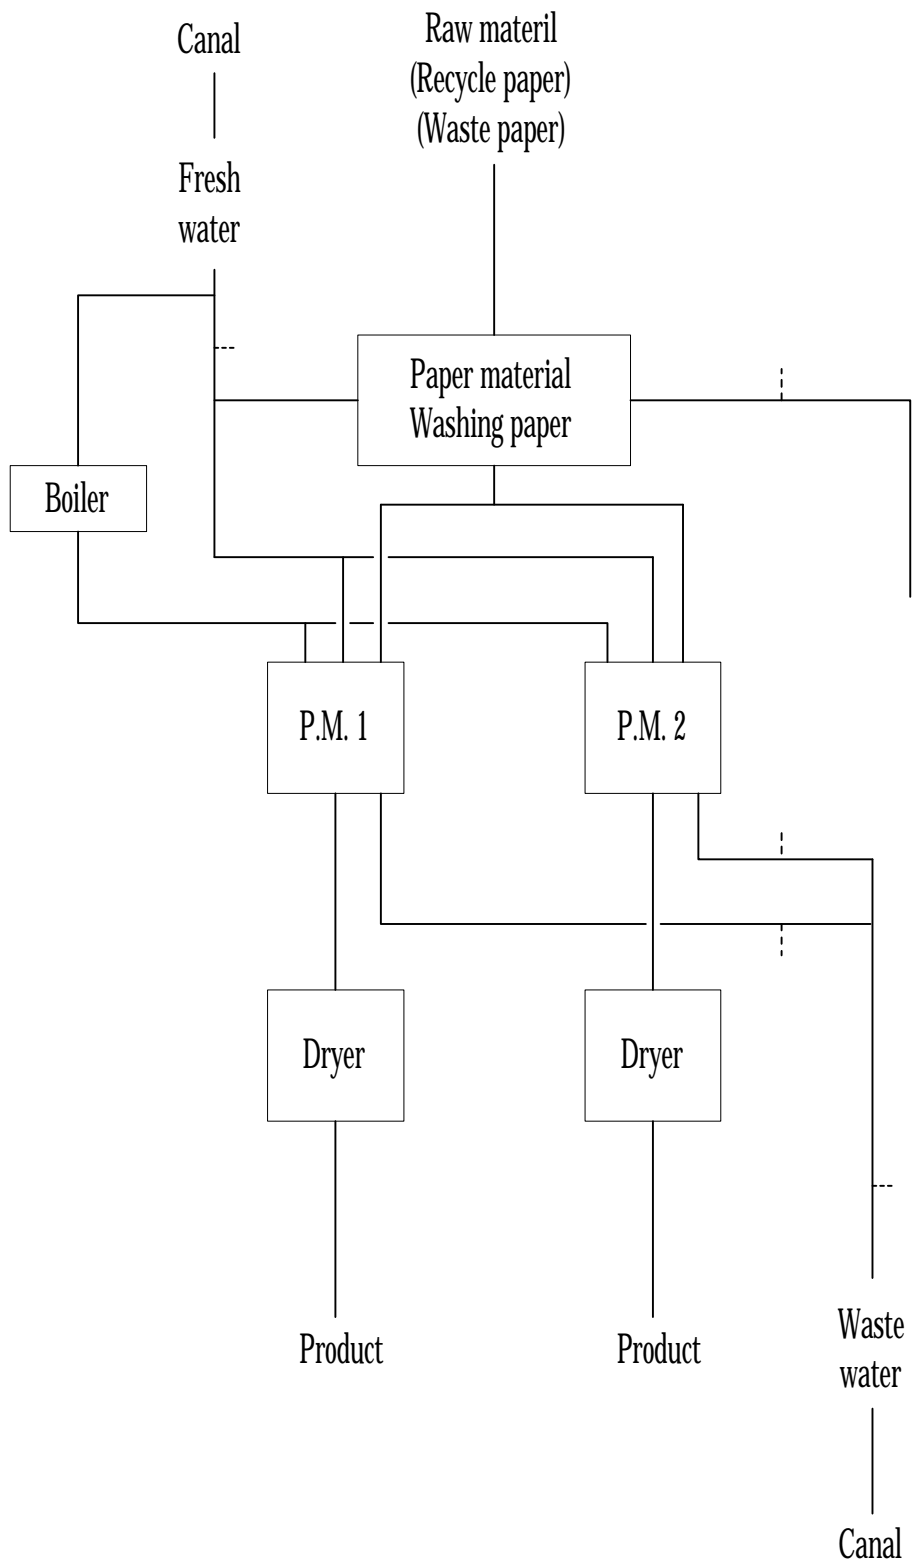 Canal
Raw materil
(Recycle paper)
(Waste paper)
Fresh
water
Paper material
Washing paper
Boiler
P.M. 1
P.M. 2
Dryer
Dryer
Product
Product
Waste
water
Canal